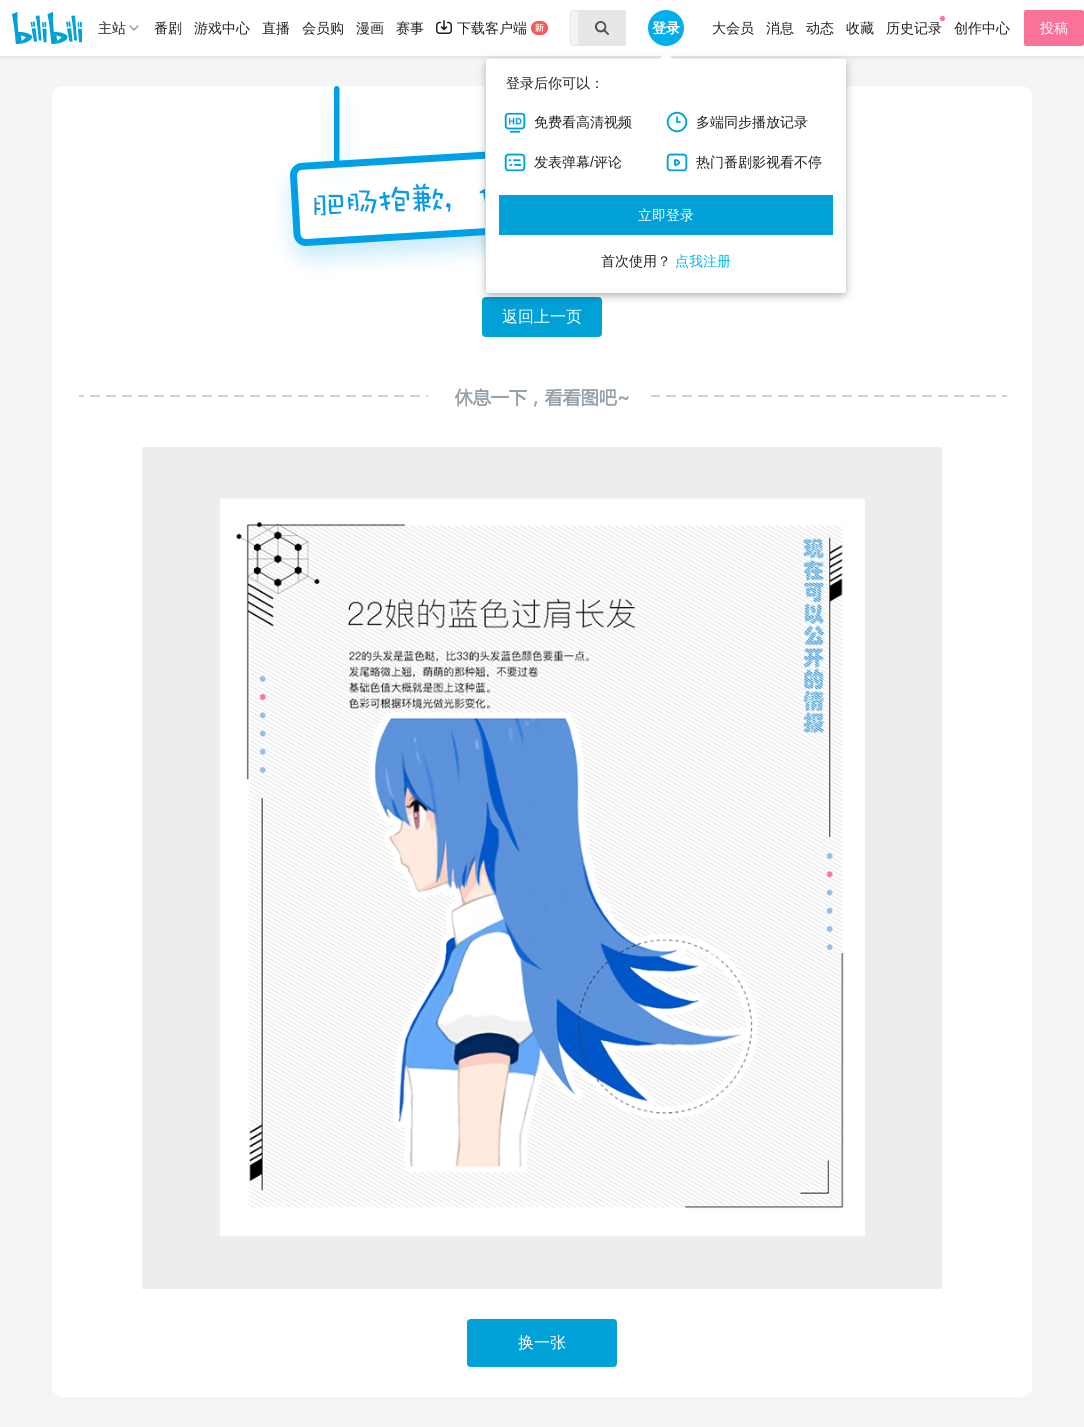 bilibili 主站 番剧 游戏中心 直播 会员购 漫画 赛事 下载客户端 新 登录 大会员 消息 动态 收藏 历史记录 创作中心 投稿
登录后你可以：
HD 免费看高清视频 多端同步播放记录
发表弹幕/评论 热门番剧影视看不停
立即登录
首次使用？ 点我注册
肥肠抱歉，
返回上一页
休息一下，看看图吧~
现在可以公开的情报
22娘的蓝色过肩长发
22的头发是蓝色哒，比33的头发蓝色颜色要重一点。
发尾略微上翘，萌萌的那种翘，不要过卷
基础色值大概就是图上这种蓝。
色彩可根据环境光做光影变化。
换一张